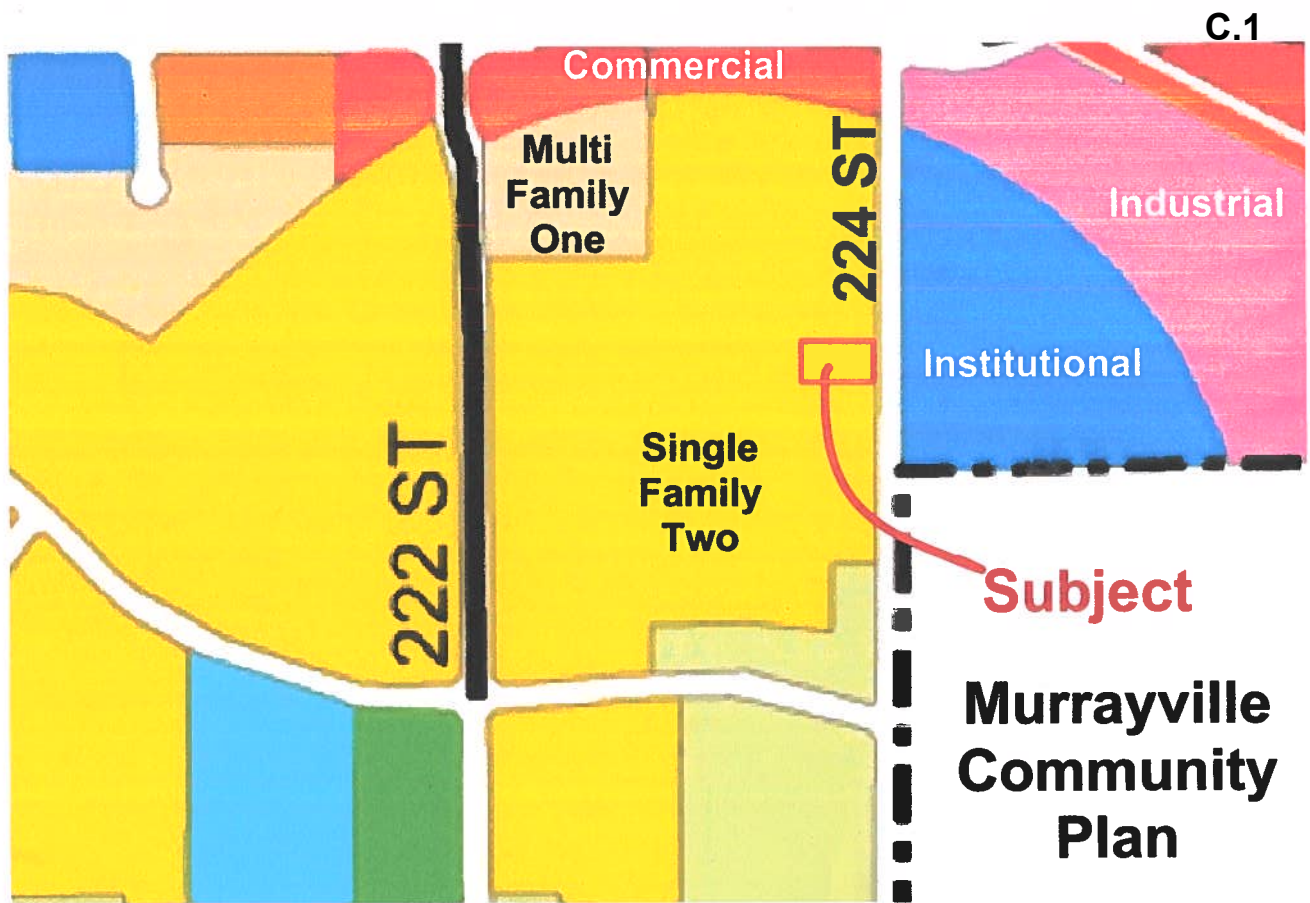 C.1
Commercial
Multi
Family
One
224 ST
Industrial
Institutional
222 ST
Single
Family
Two
Subject
Murrayville
Community
Plan